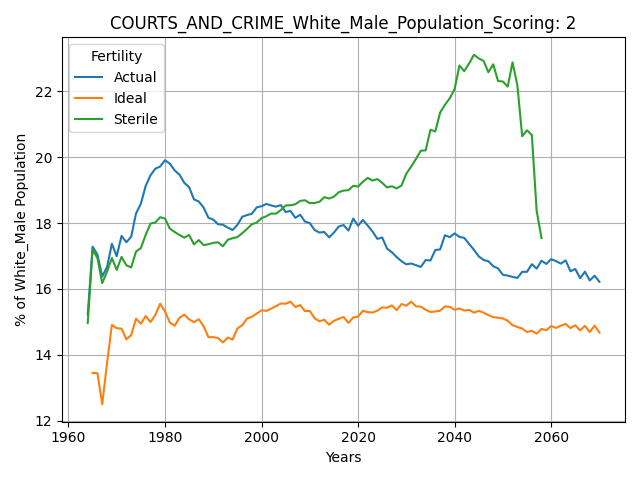 COURTS_AND_CRIME_White_Male_Population_Scoring: 2
Fertility
Actual
Ideal
Sterile
% of White_Male Population
22
20
18
16
14
12
1960 1980 2000 2020 2040 2060
Years